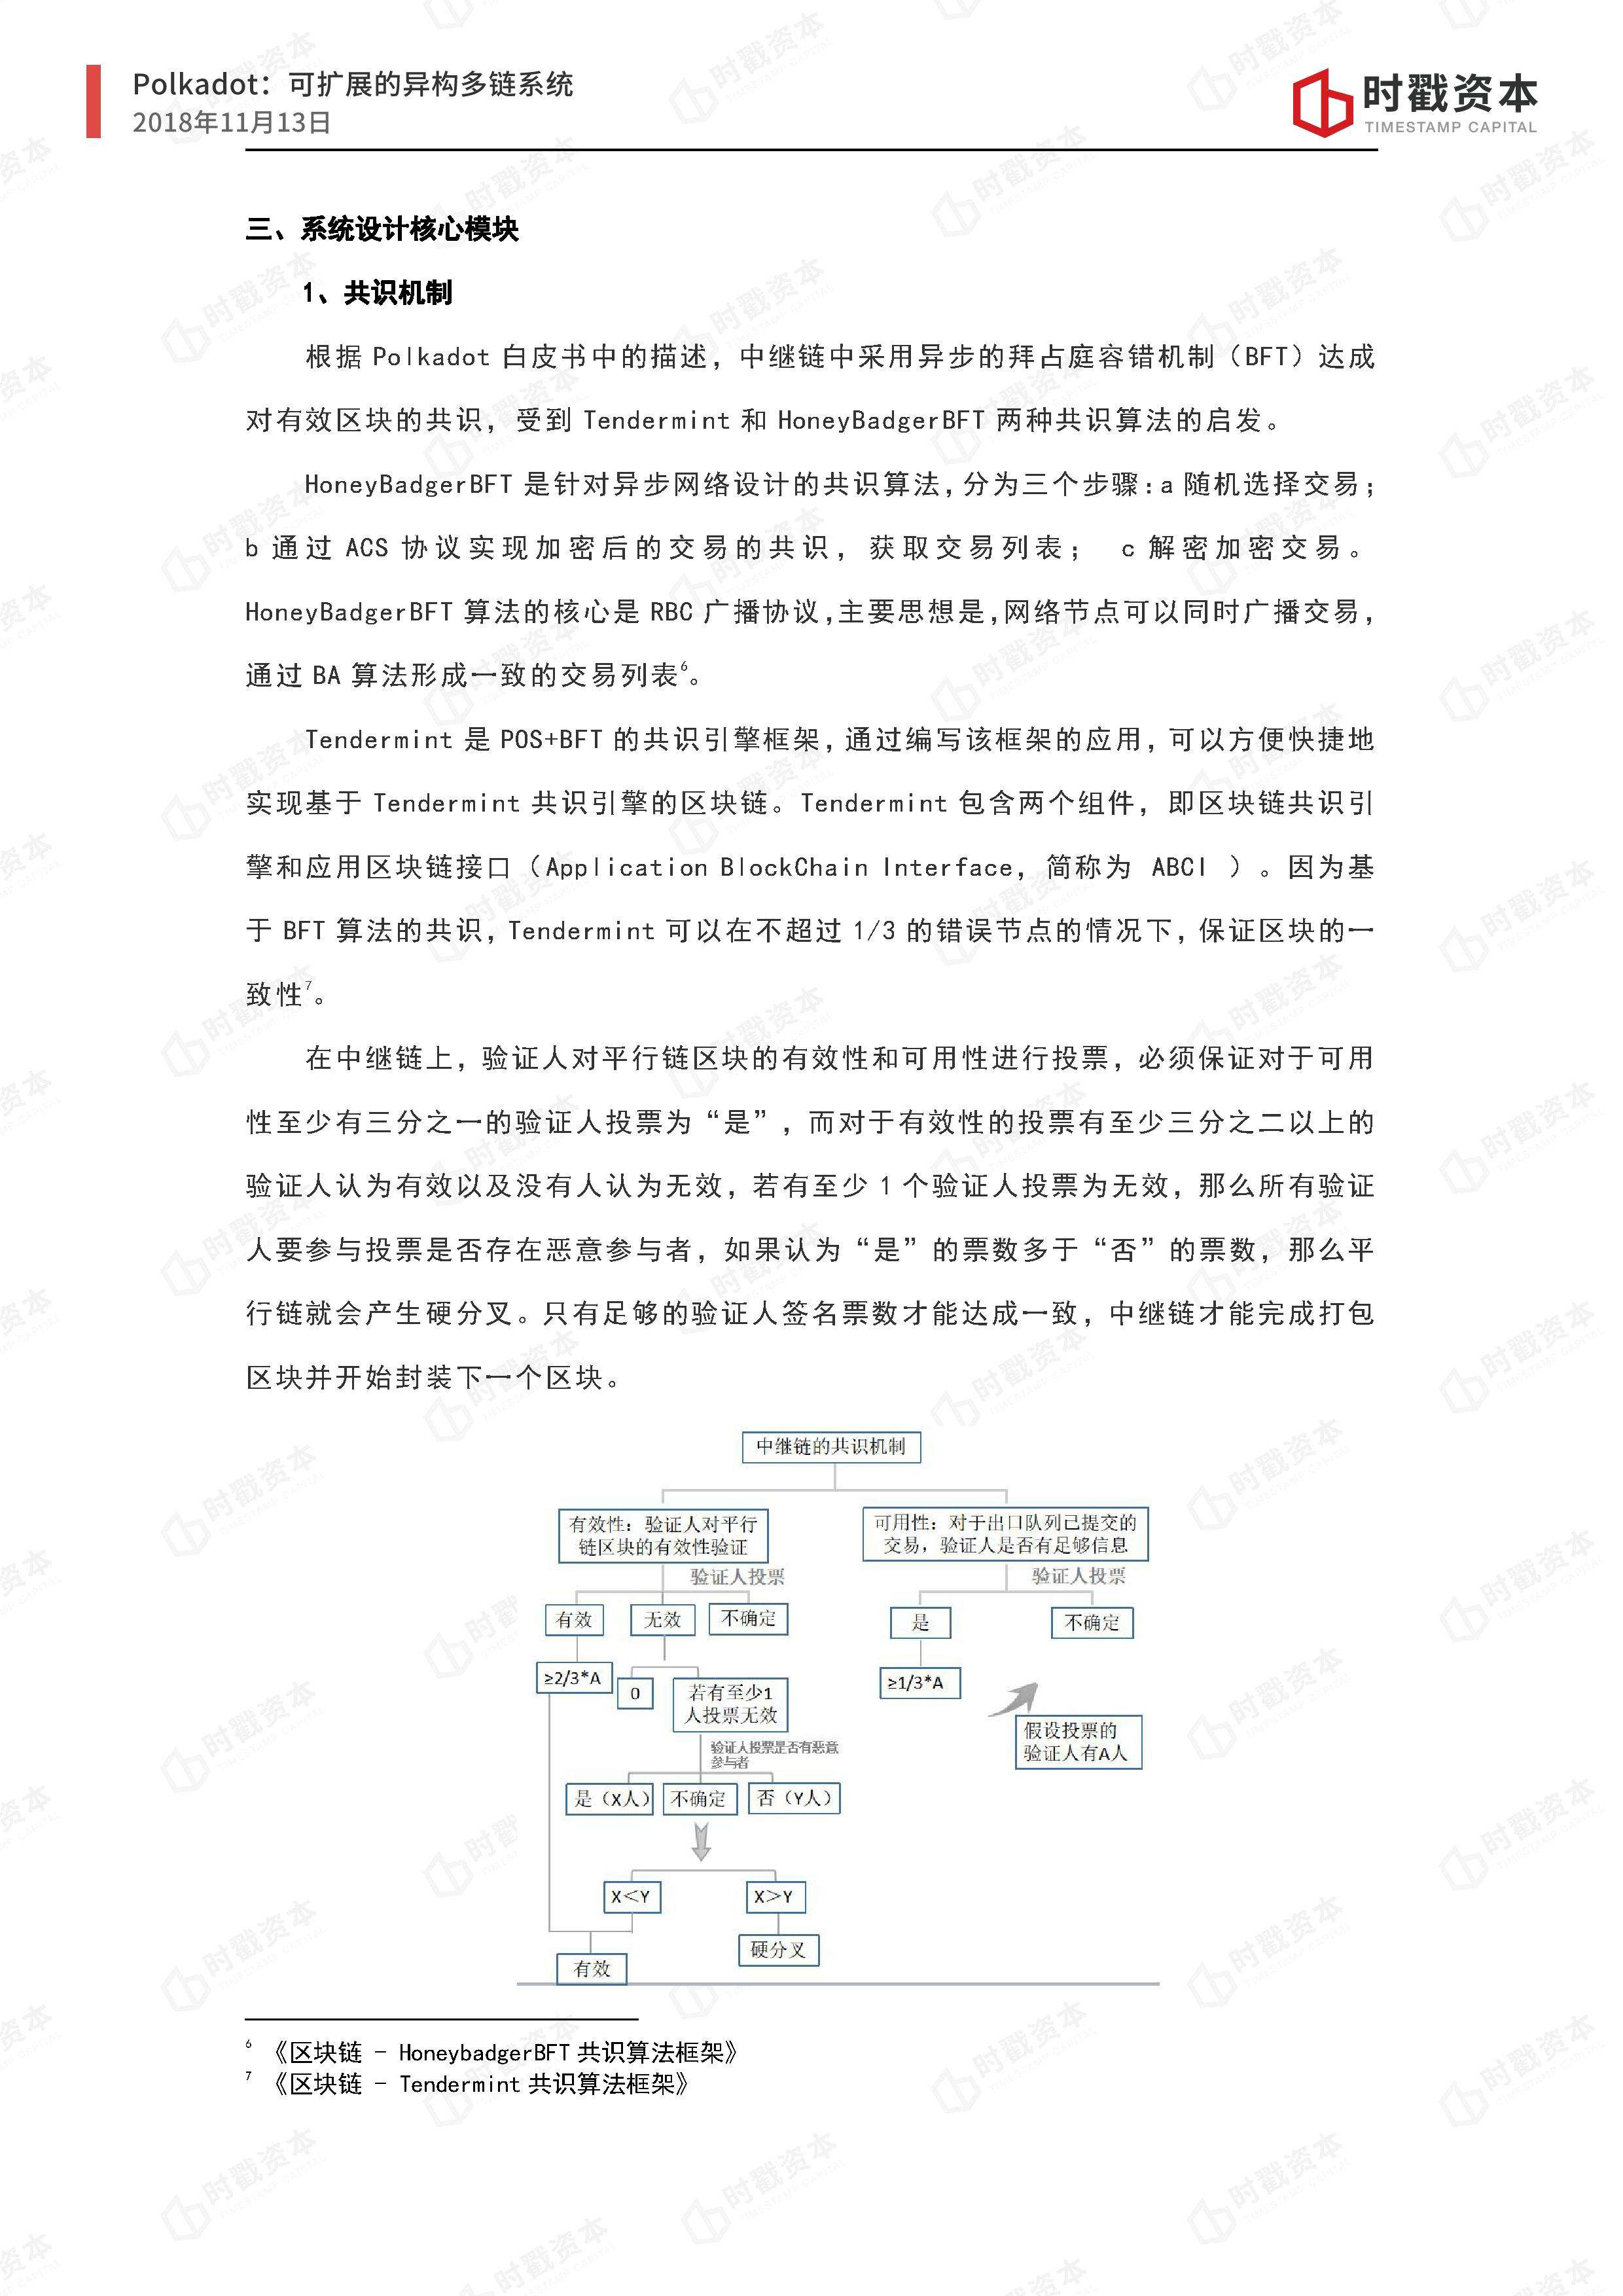 Polkadot：可扩展的异构多链系统
2018年11月13日
时戳资本
TIMESTAMP CAPITAL
三、系统设计核心模块
1、共识机制
根据 Polkadot 白皮书中的描述，中继链中采用异步的拜占庭容错机制（BFT）达成
对有效区块的共识，受到 Tendermint 和 HoneyBadgerBFT 两种共识算法的启发。
HoneyBadgerBFT 是针对异步网络设计的共识算法,分为三个步骤:a 随机选择交易;
b 通过 ACS 协议实现加密后的交易的共识，获取交易列表； c 解密加密交易。
HoneyBadgerBFT 算法的核心是 RBC 广播协议,主要思想是,网络节点可以同时广播交易,
通过 BA 算法形成一致的交易列表6。
Tendermint 是 POS+BFT 的共识引擎框架,通过编写该框架的应用,可以方便快捷地
实现基于 Tendermint 共识引擎的区块链。Tendermint 包含两个组件，即区块链共识引
擎和应用区块链接口（Application BlockChain Interface，简称为 ABCI ）。因为基
于 BFT 算法的共识,Tendermint 可以在不超过 1/3 的错误节点的情况下,保证区块的一
致性7。
在中继链上，验证人对平行链区块的有效性和可用性进行投票，必须保证对于可用
性至少有三分之一的验证人投票为“是”，而对于有效性的投票有至少三分之二以上的
验证人认为有效以及没有人认为无效，若有至少 1 个验证人投票为无效，那么所有验证
人要参与投票是否存在恶意参与者，如果认为“是”的票数多于“否”的票数，那么平
行链就会产生硬分叉。只有足够的验证人签名票数才能达成一致，中继链才能完成打包
区块并开始封装下一个区块。
中继链的共识机制
有效性：验证人对平行
链区块的有效性验证
可用性：对于出口队列已提交的
交易，验证人是否有足够信息
验证人投票
验证人投票
有效
无效
不确定
是
不确定
≥2/3*A
0
若有至少1
人投票无效
≥1/3*A
假设投票的
验证人有A人
验证人投票是否有恶意
参与者
是（X人）
不确定
否（Y人）
X＜Y
X＞Y
硬分叉
有效
6 《区块链 - HoneybadgerBFT 共识算法框架》
7 《区块链 - Tendermint 共识算法框架》